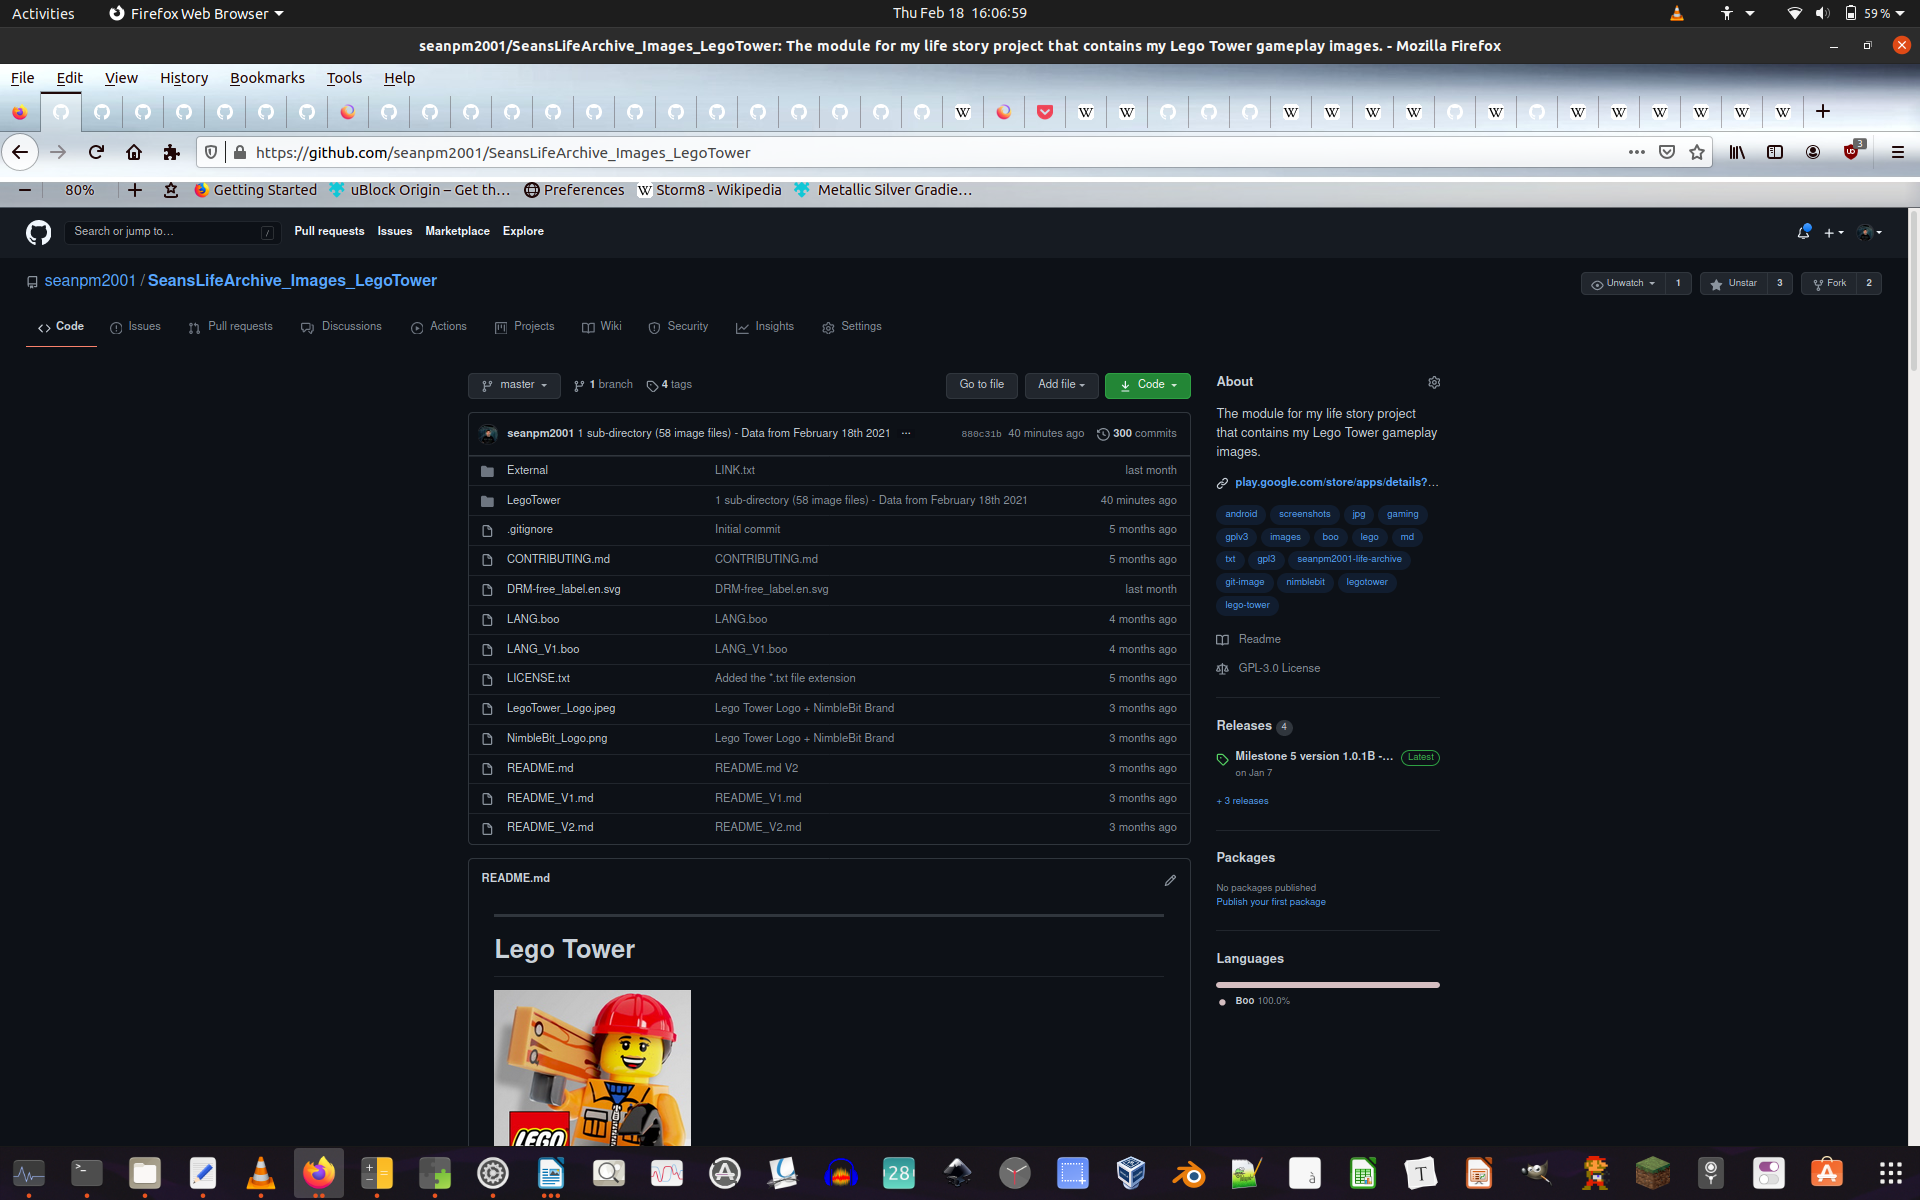 Activities
Firefox Web Browser
Thu Feb 18 16:06:59
59 %
seanpm2001/SeansLifeArchive_Images_LegoTower: The module for my life story project that contains my Lego Tower gameplay images. - Mozilla Firefox
File Edit View History Bookmarks Tools Help
https://github.com/seanpm2001/SeansLifeArchive_Images_LegoTower
3
80%
Getting Started
uBlock Origin – Get th…
Preferences
Storm8 - Wikipedia
Metallic Silver Gradie…
Search or jump to…
/
Pull requests Issues Marketplace Explore
seanpm2001 / SeansLifeArchive_Images_LegoTower
Unwatch 1
Unstar 3
Fork 2
Code Issues Pull requests Discussions Actions Projects Wiki Security Insights Settings
master
1 branch
4 tags
Go to file
Add file
Code
seanpm2001 1 sub-directory (58 image files) - Data from February 18th 2021 ... 880c31b 40 minutes ago 300 commits
External LINK.txt last month
LegoTower 1 sub-directory (58 image files) - Data from February 18th 2021 40 minutes ago
.gitignore Initial commit 5 months ago
CONTRIBUTING.md CONTRIBUTING.md 5 months ago
DRM-free_label.en.svg DRM-free_label.en.svg last month
LANG.boo LANG.boo 4 months ago
LANG_V1.boo LANG_V1.boo 4 months ago
LICENSE.txt Added the *.txt file extension 5 months ago
LegoTower_Logo.jpeg Lego Tower Logo + NimbleBit Brand 3 months ago
NimbleBit_Logo.png Lego Tower Logo + NimbleBit Brand 3 months ago
README.md README.md V2 3 months ago
README_V1.md README_V1.md 3 months ago
README_V2.md README_V2.md 3 months ago
README.md
Lego Tower
LEGO
About
The module for my life story project
that contains my Lego Tower gameplay
images.
play.google.com/store/apps/details?…
android screenshots jpg gaming
gplv3 images boo lego md
txt gpl3 seanpm2001-life-archive
git-image nimblebit legotower
lego-tower
Readme
GPL-3.0 License
Releases 4
Milestone 5 version 1.0.1B -… Latest
on Jan 7
+ 3 releases
Packages
No packages published
Publish your first package
Languages
Boo 100.0%
28
à
T